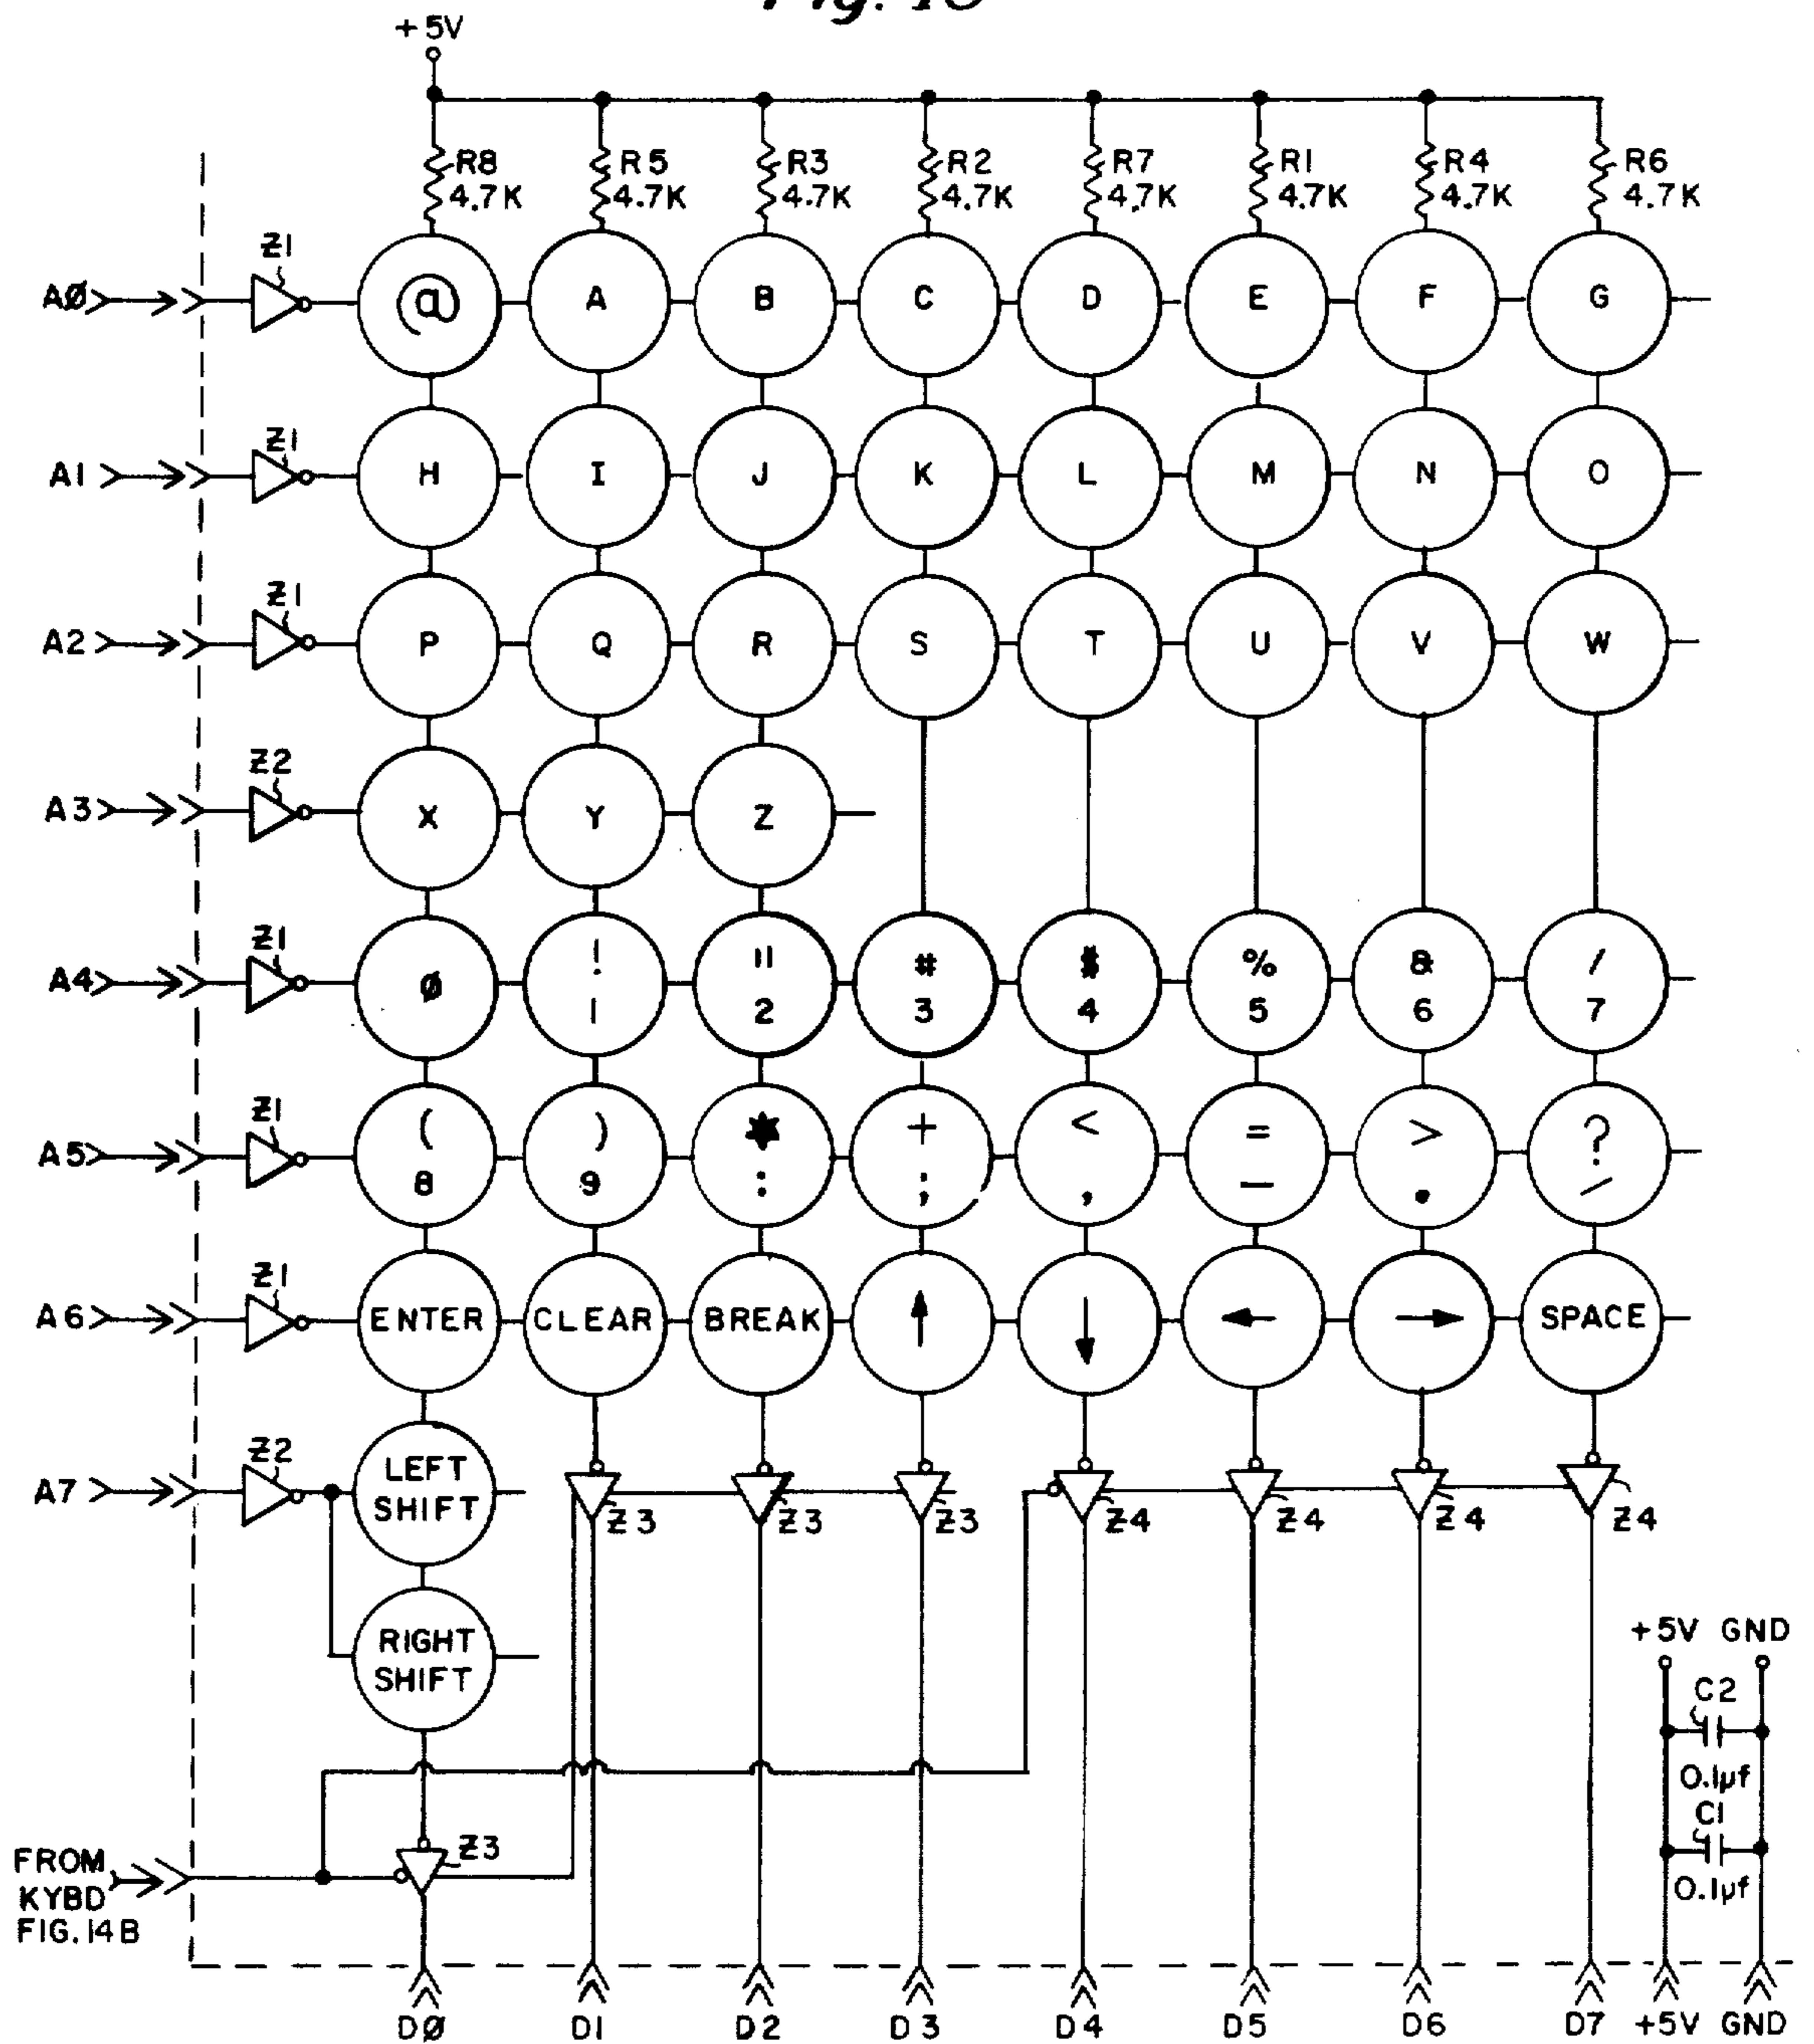 +5V
R8 R5 R3 R2 R7 R1 R4 R6
4.7K 4.7K 4.7K 4.7K 4.7K 4.7K 4.7K 4.7K
Z1
AØ @ A B C D E F G
Z1
A1 H I J K L M N O
Z1
A2 P Q R S T U V W
Z2
A3 X Y Z
Z1
! " # $ % & /
A4 Ø 1 2 3 4 5 6 7
Z1
( ) * + < = > ?
A5 8 9 : ; , – . /
Z1
A6 ENTER CLEAR BREAK ↑ ↓ ← → SPACE
Z2
A7 LEFT
SHIFT
Z3 Z3 Z3 Z4 Z4 Z4 Z4
RIGHT
SHIFT
+5V GND
C2
0.1µf
C1
0.1µf
Z3
FROM
KYBD
FIG. 14B
DØ D1 D2 D3 D4 D5 D6 D7 +5V GND